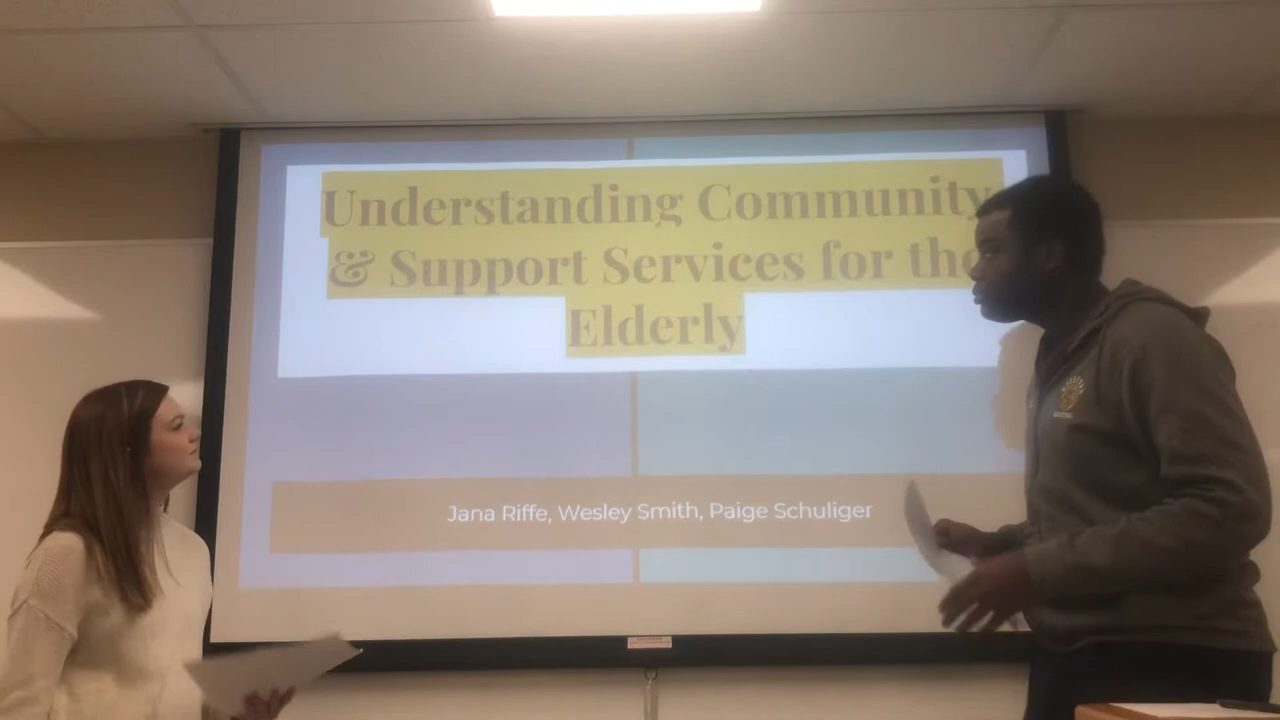 Understanding Community
& Support Services for the
Elderly
Jana Riffe, Wesley Smith, Paige Schuliger